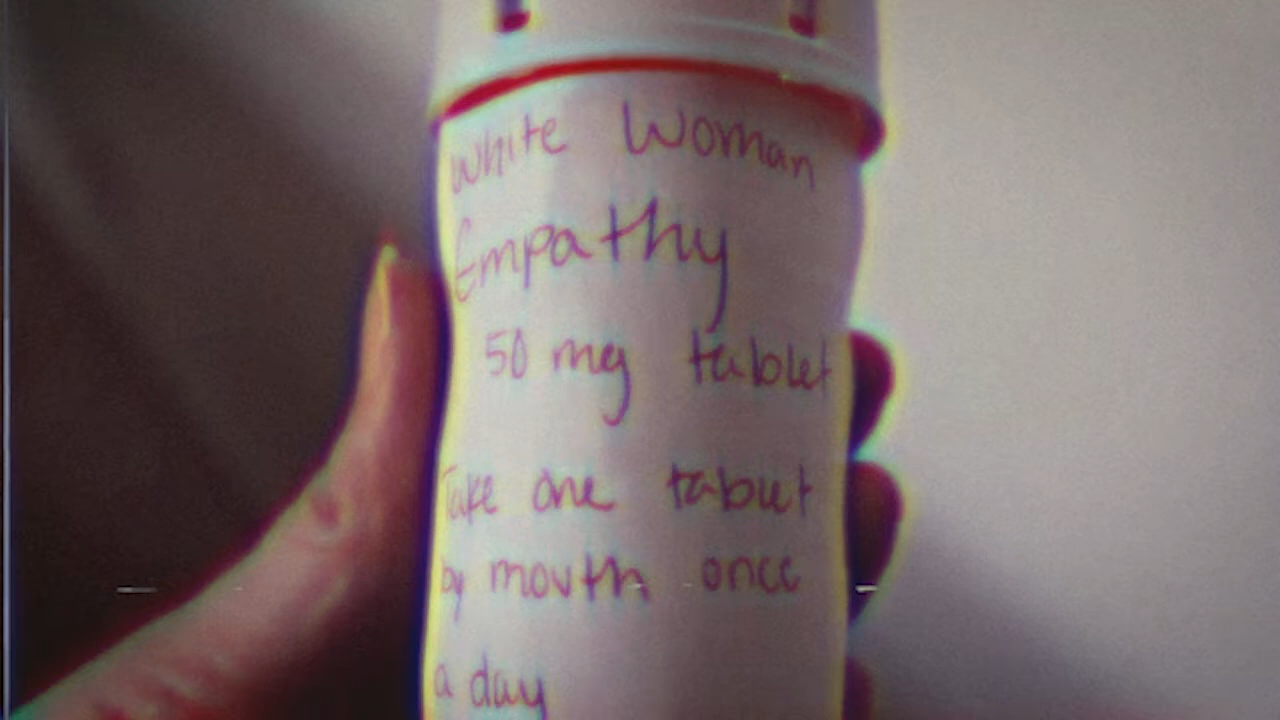 White Woman
Empathy
50 mg tablet
Take one tablet
by mouth once
a day